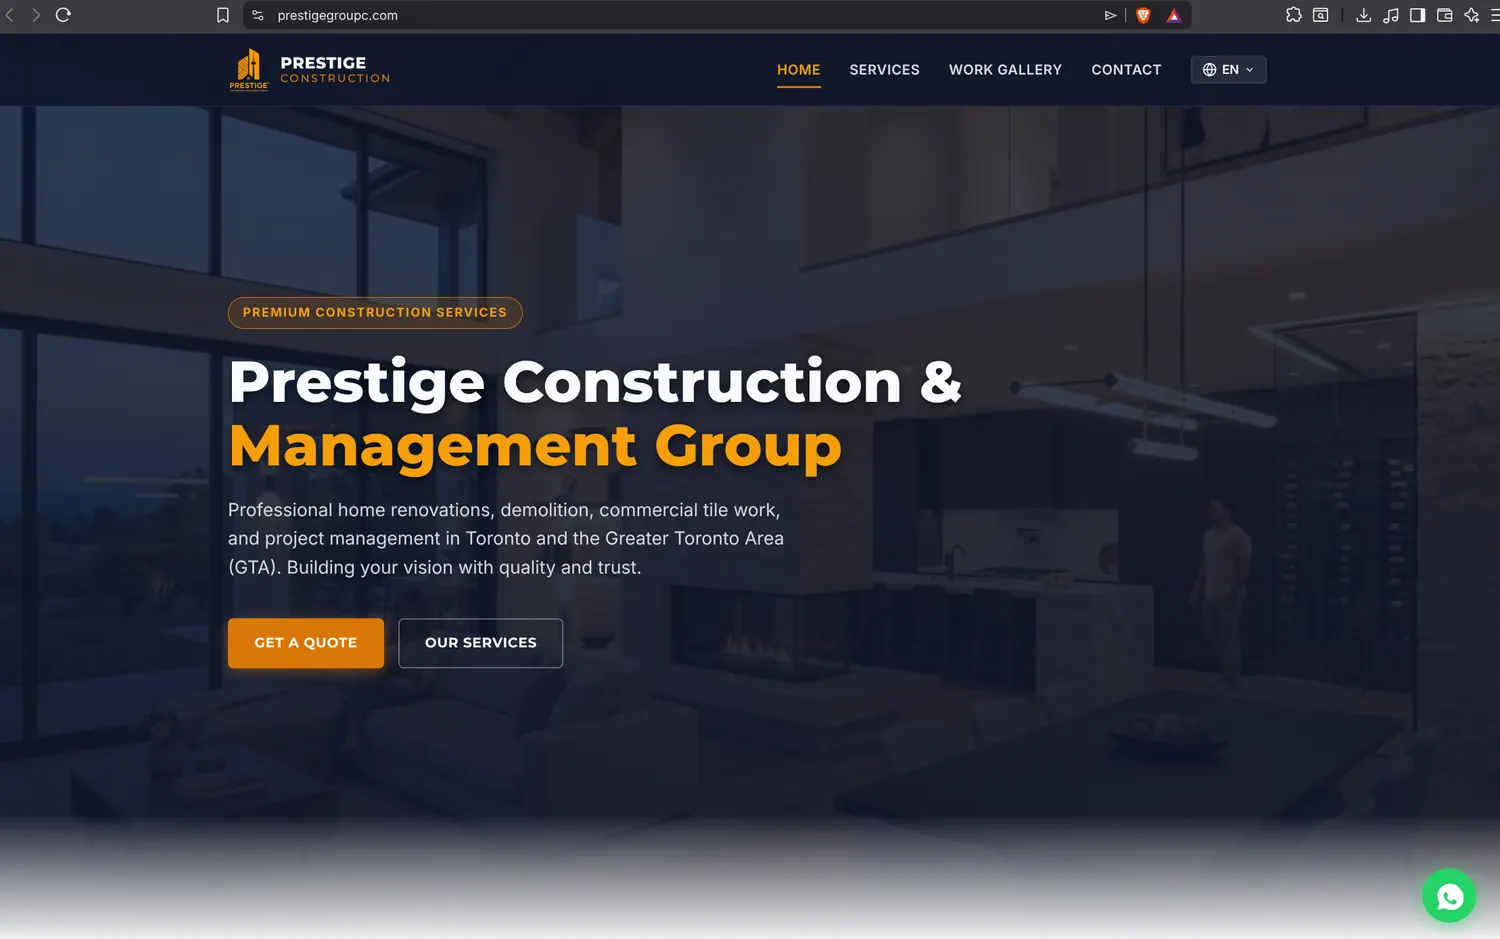 prestigegroupc.com
PRESTIGE
PRESTIGE
CONSTRUCTION
HOME
SERVICES
WORK GALLERY
CONTACT
EN
PREMIUM CONSTRUCTION SERVICES
Prestige Construction &
Management Group
Professional home renovations, demolition, commercial tile work,
and project management in Toronto and the Greater Toronto Area
(GTA). Building your vision with quality and trust.
GET A QUOTE
OUR SERVICES